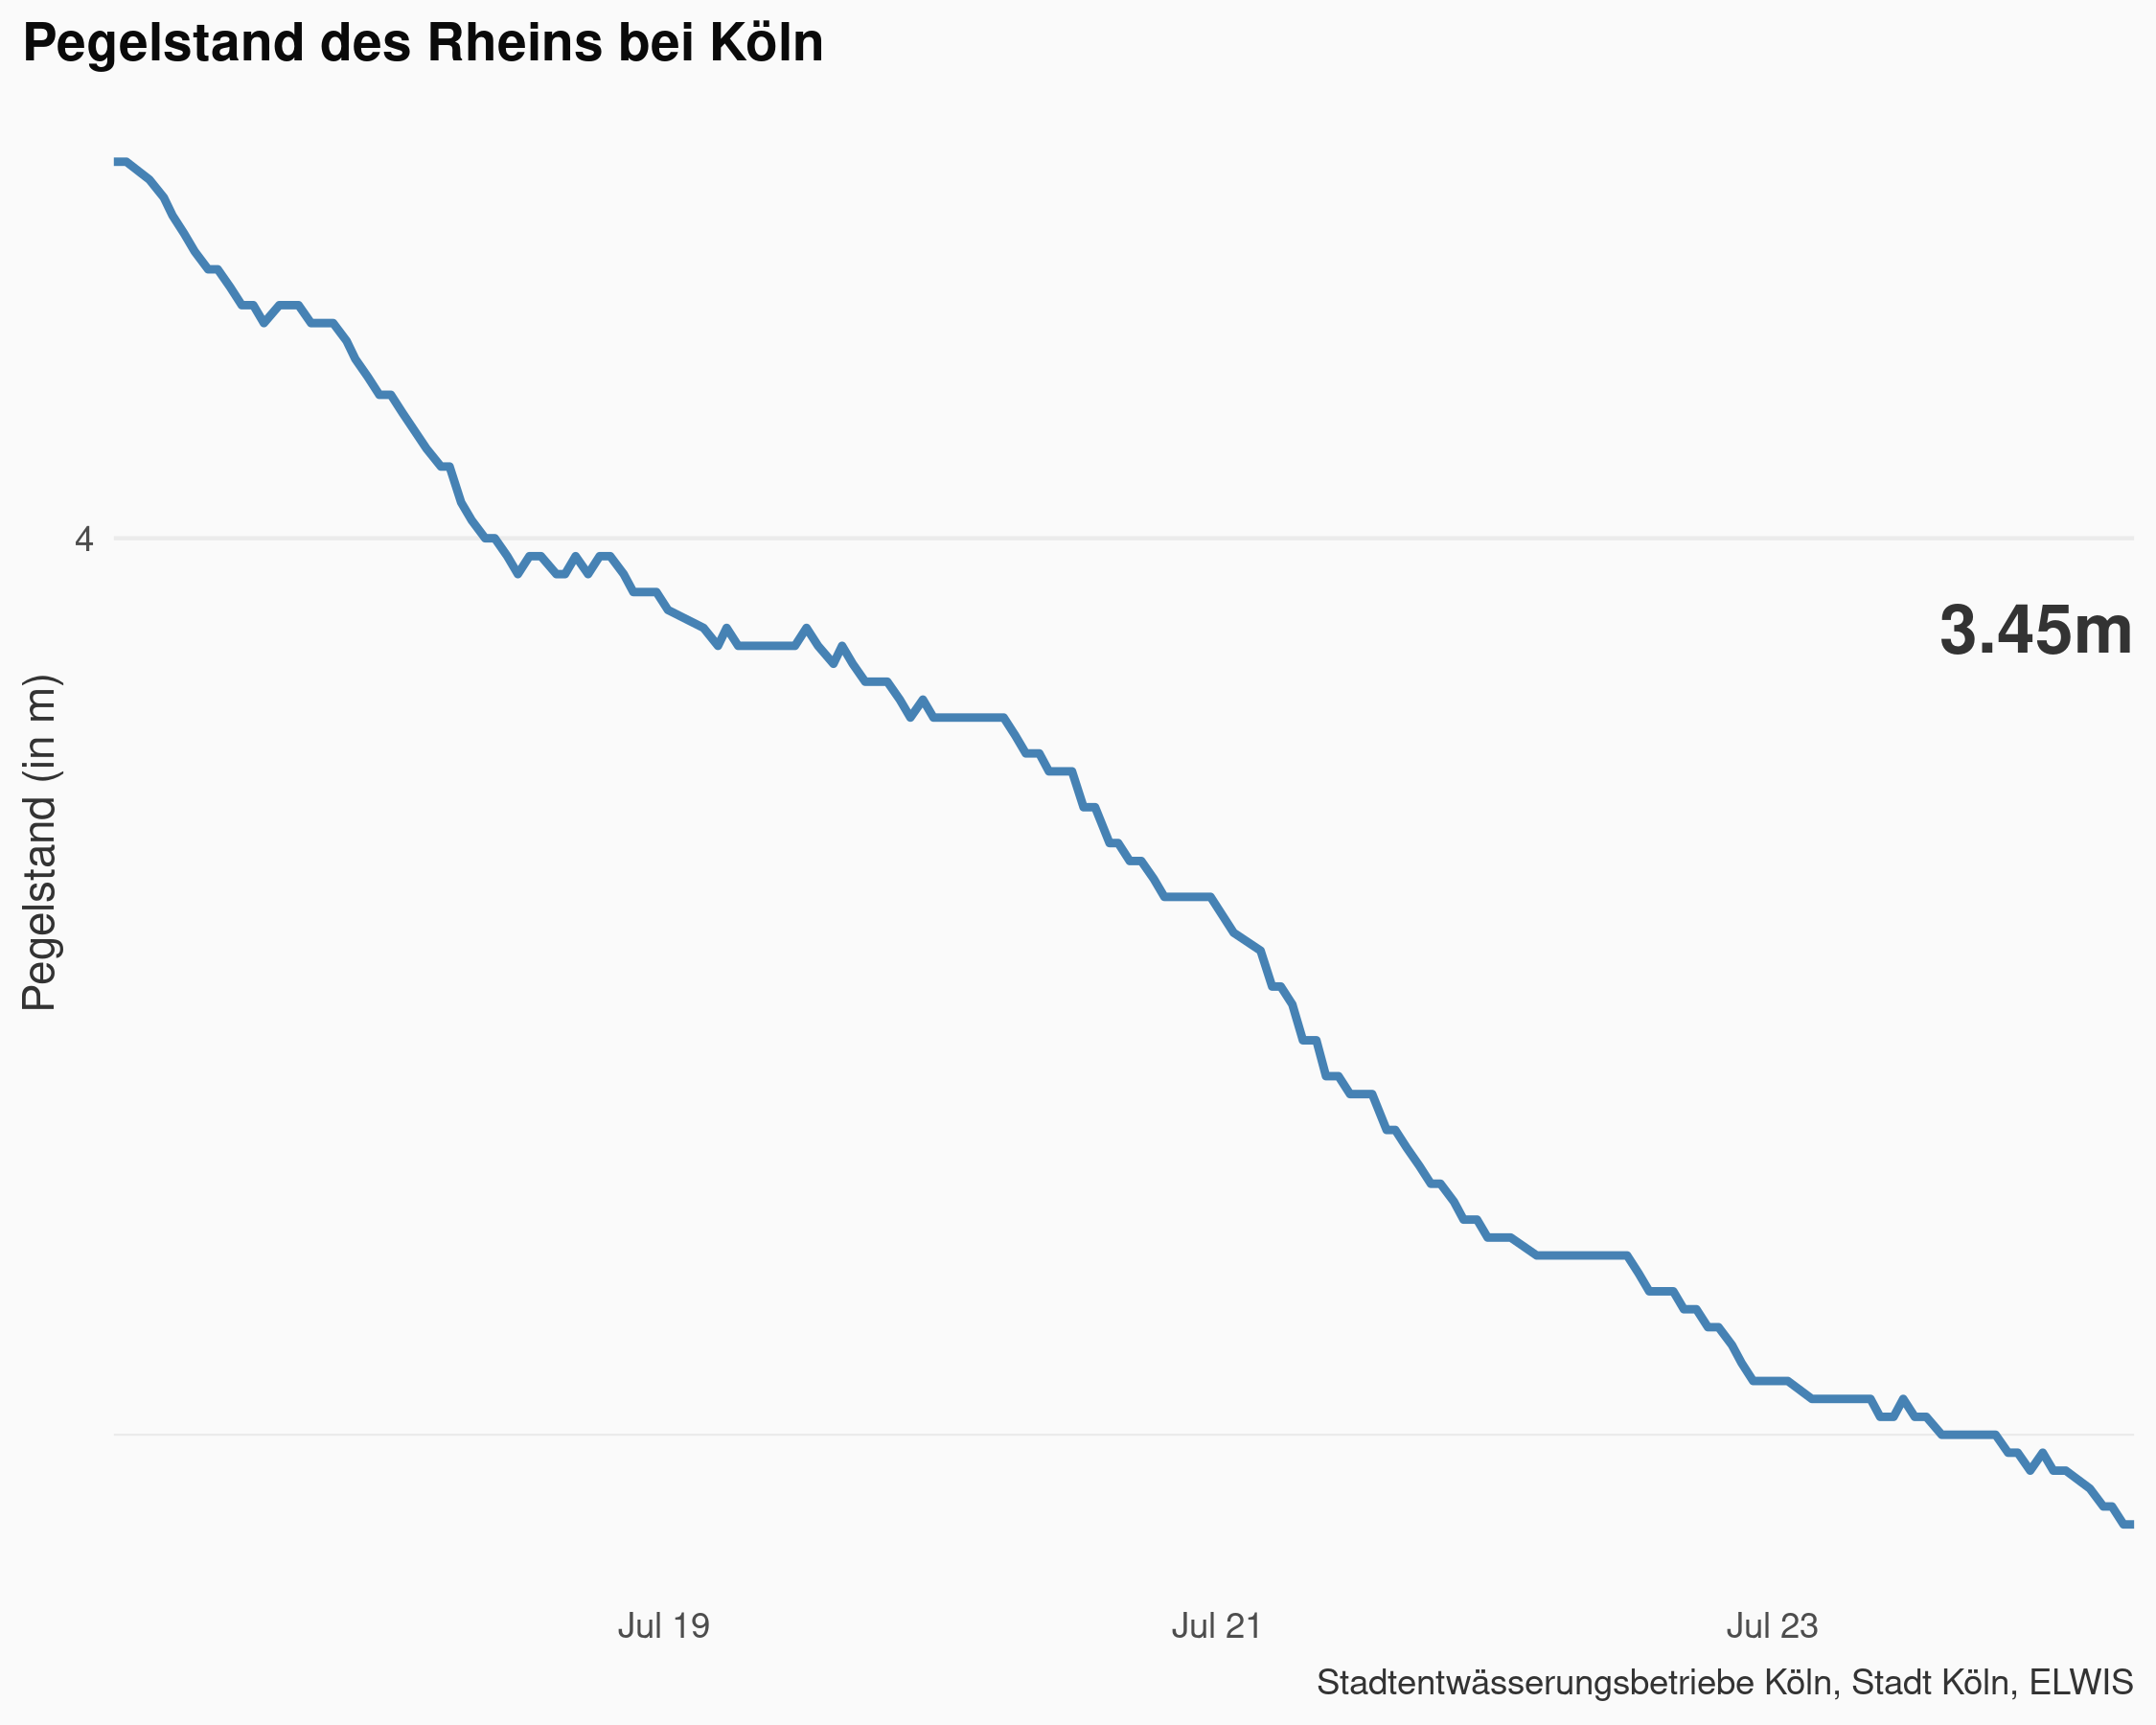 Pegelstand des Rheins bei Köln
Pegelstand (in m)
4
3.45m
Jul 19
Jul 21
Jul 23
Stadtentwässerungsbetriebe Köln, Stadt Köln, ELWIS